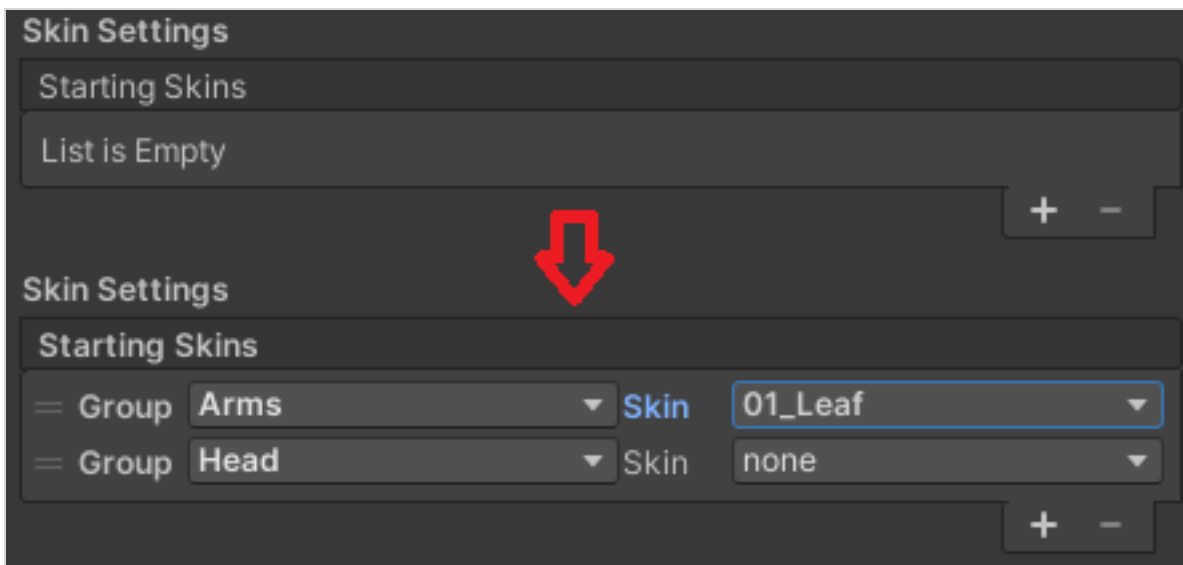 Skin Settings
Starting Skins
List is Empty
+ −
Skin Settings
Starting Skins
= Group Arms Skin 01_Leaf
= Group Head Skin none
+ −